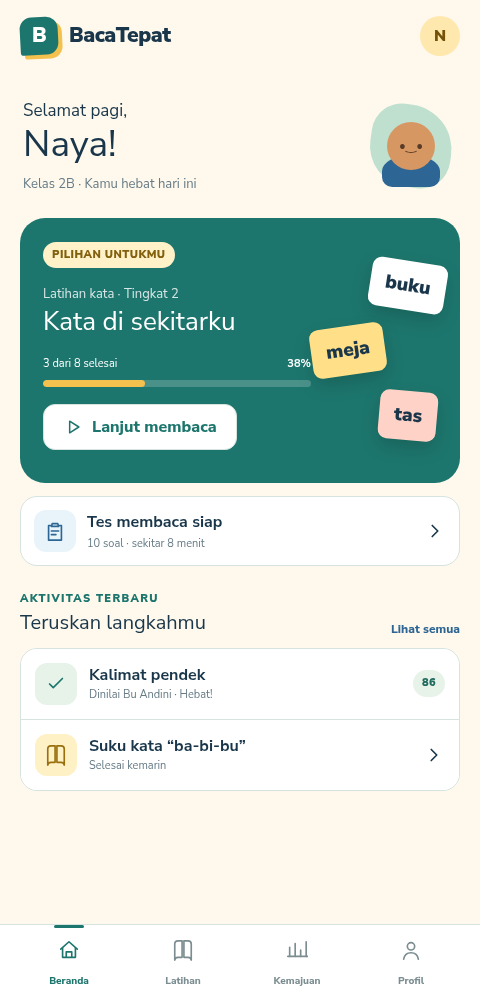 B BacaTepat
N
Selamat pagi,
Naya!
Kelas 2B · Kamu hebat hari ini
PILIHAN UNTUKMU
Latihan kata · Tingkat 2
Kata di sekitarku
3 dari 8 selesai
38%
Lanjut membaca
buku
meja
tas
Tes membaca siap
10 soal · sekitar 8 menit
AKTIVITAS TERBARU
Teruskan langkahmu
Lihat semua
Kalimat pendek
Dinilai Bu Andini · Hebat!
86
Suku kata “ba-bi-bu”
Selesai kemarin
Beranda
Latihan
Kemajuan
Profil